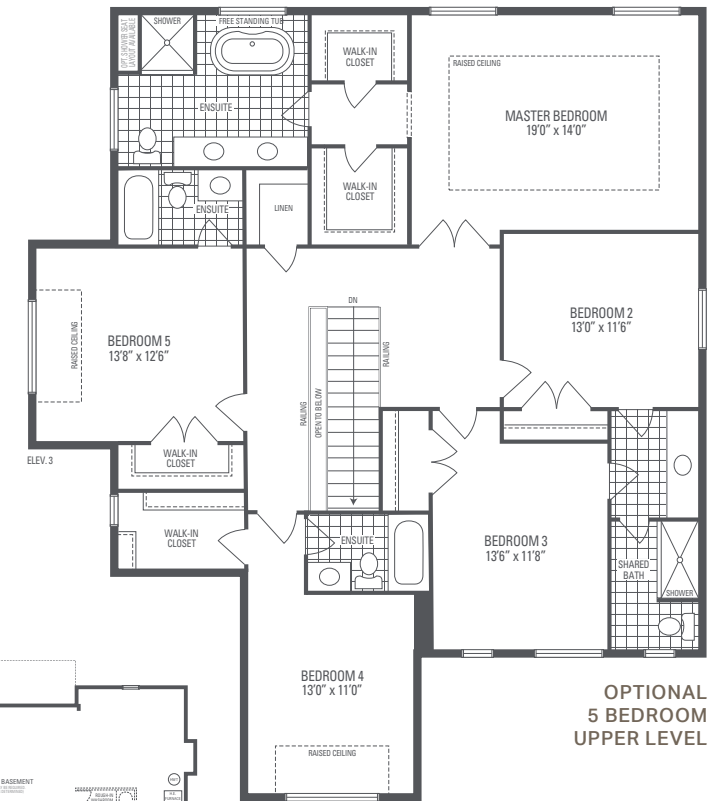 OPT. SHOWER SEAT
LAYOUT AVAILABLE
SHOWER
FREE STANDING TUB
ENSUITE
WALK-IN
CLOSET
RAISED CEILING
MASTER BEDROOM
19'0" x 14'0"
WALK-IN
CLOSET
ENSUITE
LINEN
DN
BEDROOM 2
13'0" x 11'6"
RAISED CEILING
BEDROOM 5
13'8" x 12'6"
RAILING
RAILING
OPEN TO BELOW
ELEV. 3
WALK-IN
CLOSET
WALK-IN
CLOSET
ENSUITE
BEDROOM 3
13'6" x 11'8"
SHARED
BATH
SHOWER
BEDROOM 4
13'0" x 11'0"
RAISED CEILING
OPTIONAL
5 BEDROOM
UPPER LEVEL
BASEMENT